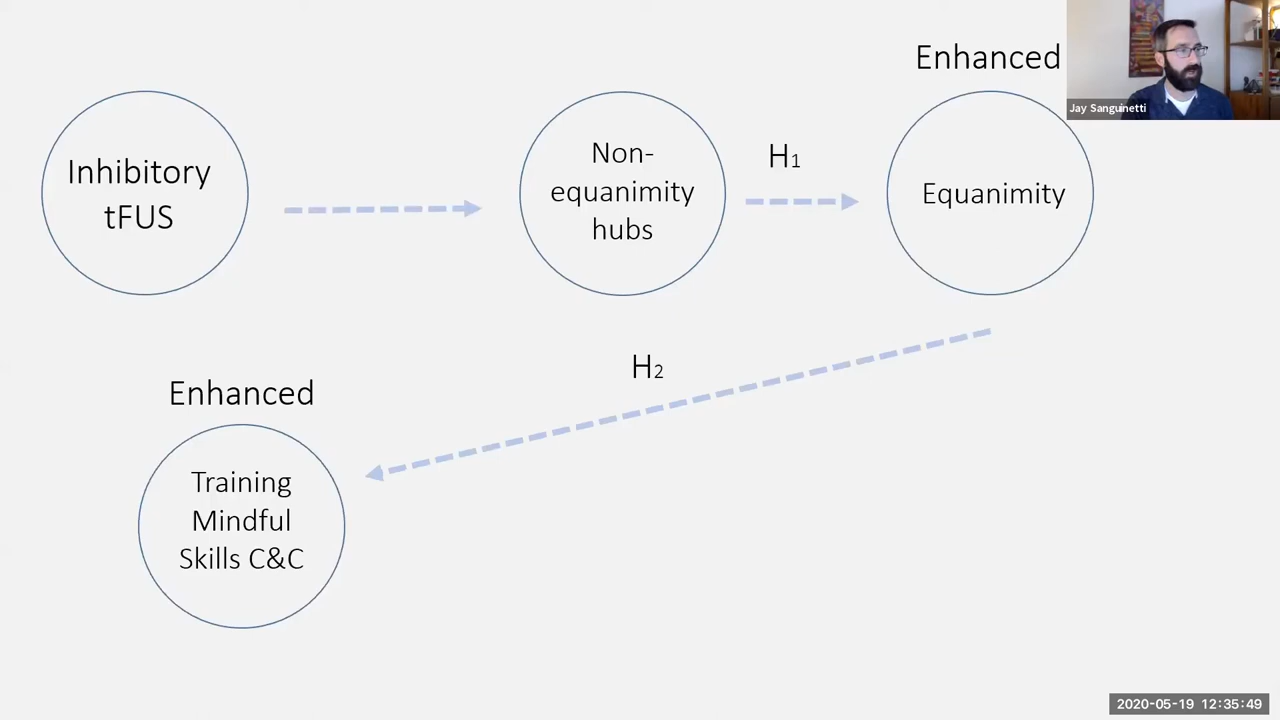 Enhanced
Jay Sanguinetti
Inhibitory
tFUS
Non-
equanimity
hubs
H1
Equanimity
H2
Enhanced
Training
Mindful
Skills C&C
2020-05-19 12:35:49